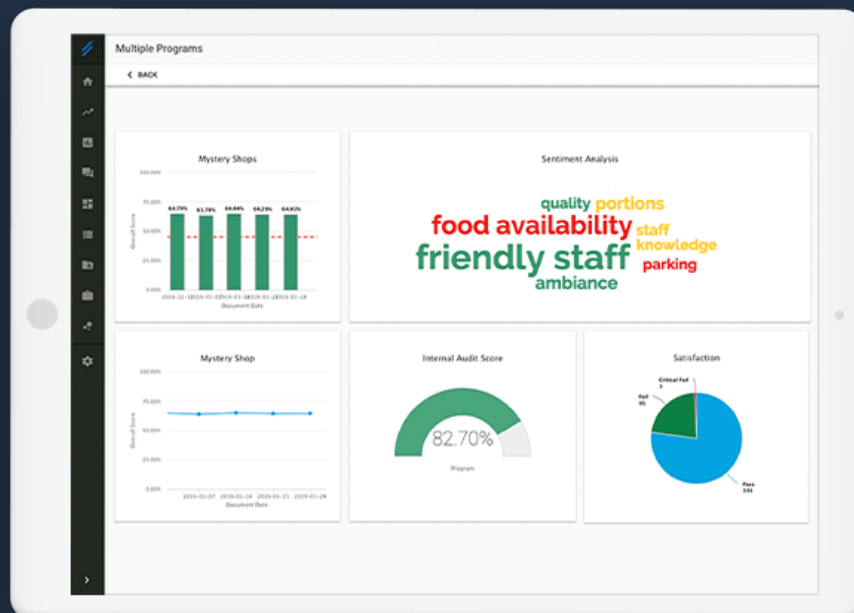 Multiple Programs
BACK
Mystery Shops
100.00%
75.00%
50.00%
25.00%
0.00%
Overall Score
64.79% 63.76% 64.84% 64.25% 64.41%
Document Date
Sentiment Analysis
quality portions
food availability staff
knowledge
friendly staff parking
ambiance
Mystery Shop
100.00%
75.00%
50.00%
25.00%
0.00%
Overall Score
2019-01-07 2019-01-14 2019-01-21 2019-01-28
Document Date
Internal Audit Score
82.70%
Program
Satisfaction
Critical Fail
Fail
Pass